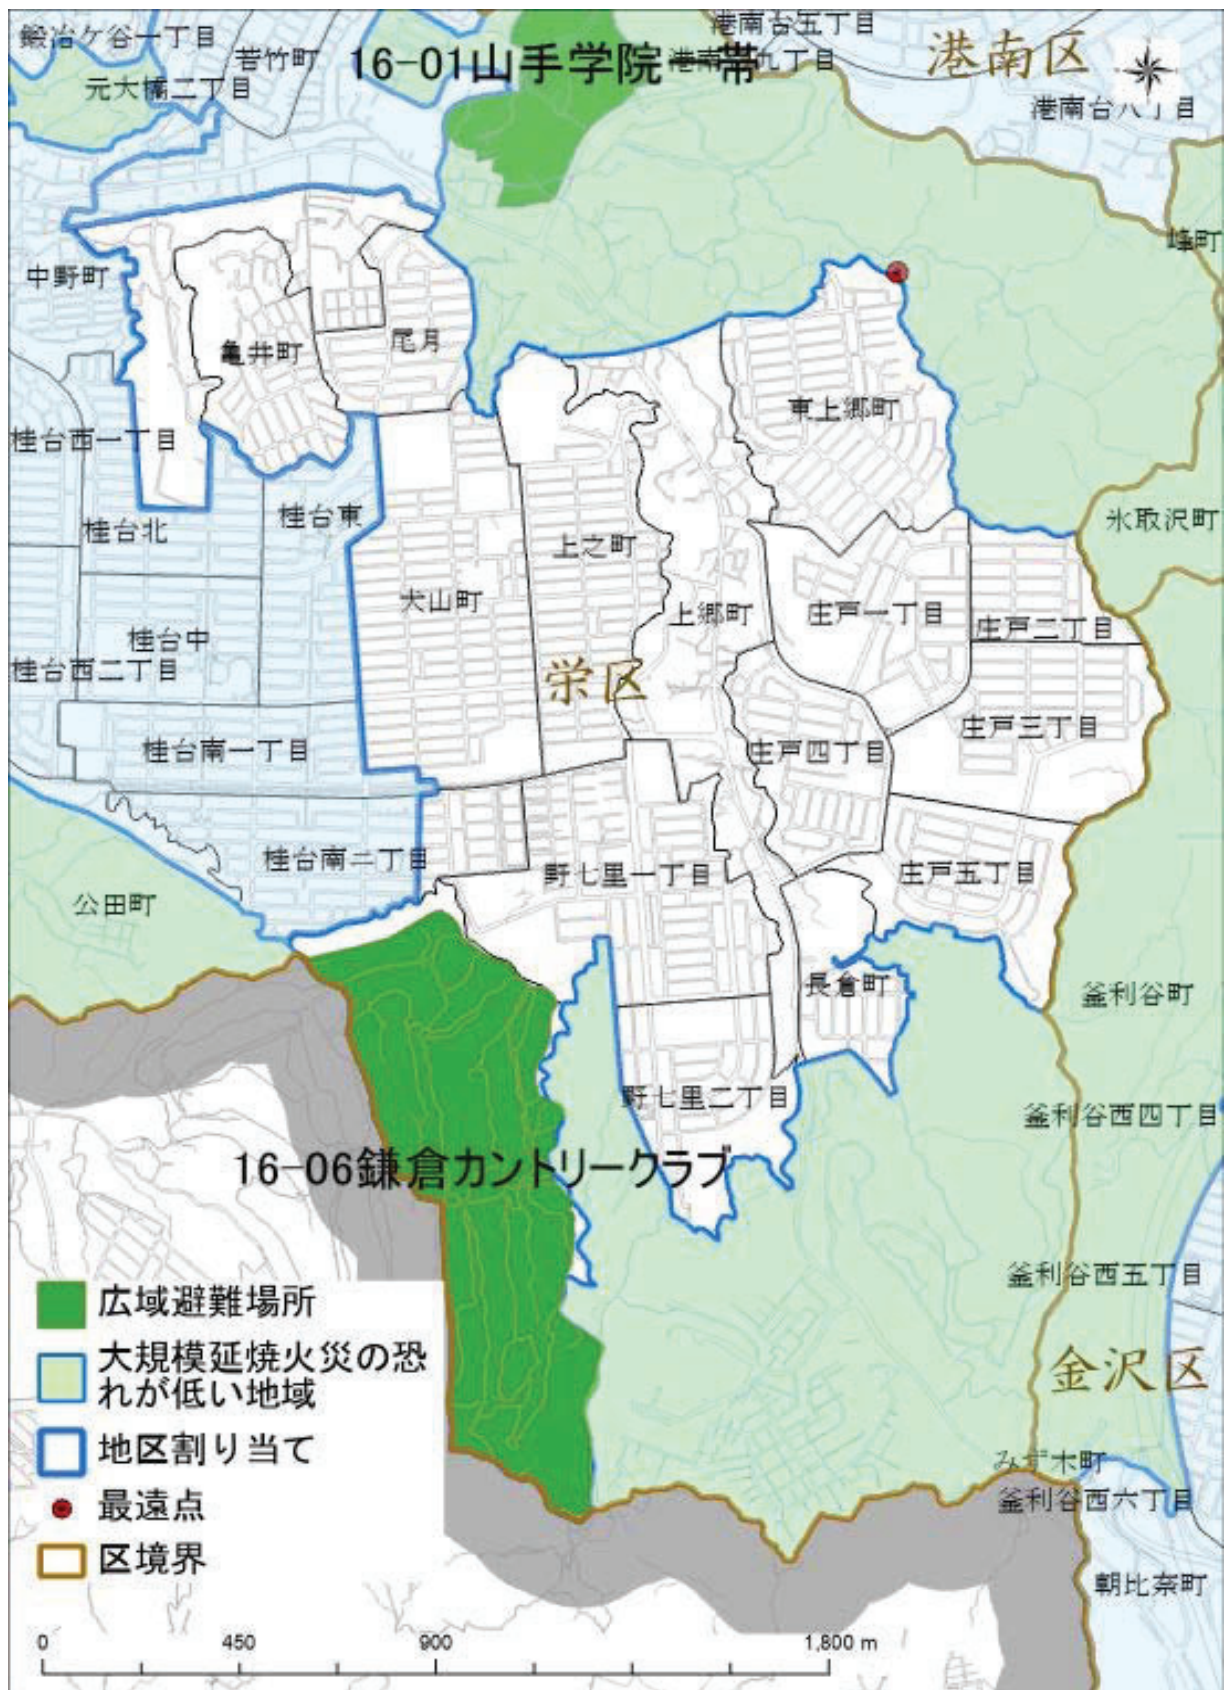 鍛冶ケ谷一丁目
若竹町
港南台五丁目
16-01山手学院一帯
港南台九丁目
港南区
元大橋二丁目
港南台八丁目
峰町
中野町
亀井町
尾月
東上郷町
桂台西一丁目
桂台北
桂台東
氷取沢町
上之町
犬山町
上郷町
庄戸一丁目
庄戸二丁目
桂台中
桂台西二丁目
栄区
庄戸三丁目
桂台南一丁目
庄戸四丁目
桂台南二丁目
野七里一丁目
庄戸五丁目
公田町
長倉町
釜利谷町
野七里二丁目
釜利谷西四丁目
16-06鎌倉カントリークラブ
釜利谷西五丁目
広域避難場所
大規模延焼火災の恐
れが低い地域
金沢区
地区割り当て
みず木町
最遠点
釜利谷西六丁目
区境界
朝比奈町
0 450 900 1,800 m